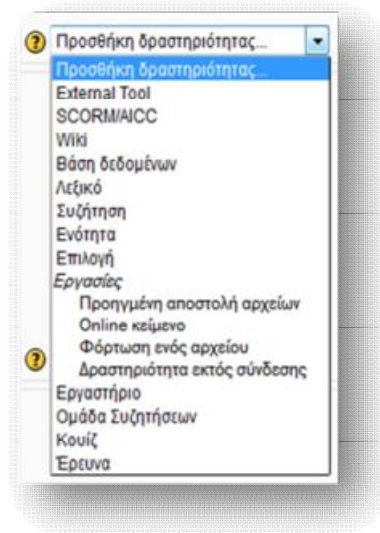 Προσθήκη δραστηριότητας...
Προσθήκη δραστηριότητας...
External Tool
SCORM/AICC
Wiki
Βάση δεδομένων
Λεξικό
Συζήτηση
Ενότητα
Επιλογή
Εργασίες
Προηγμένη αποστολή αρχείων
Online κείμενο
Φόρτωση ενός αρχείου
Δραστηριότητα εκτός σύνδεσης
Εργαστήριο
Ομάδα Συζητήσεων
Κουίζ
Έρευνα